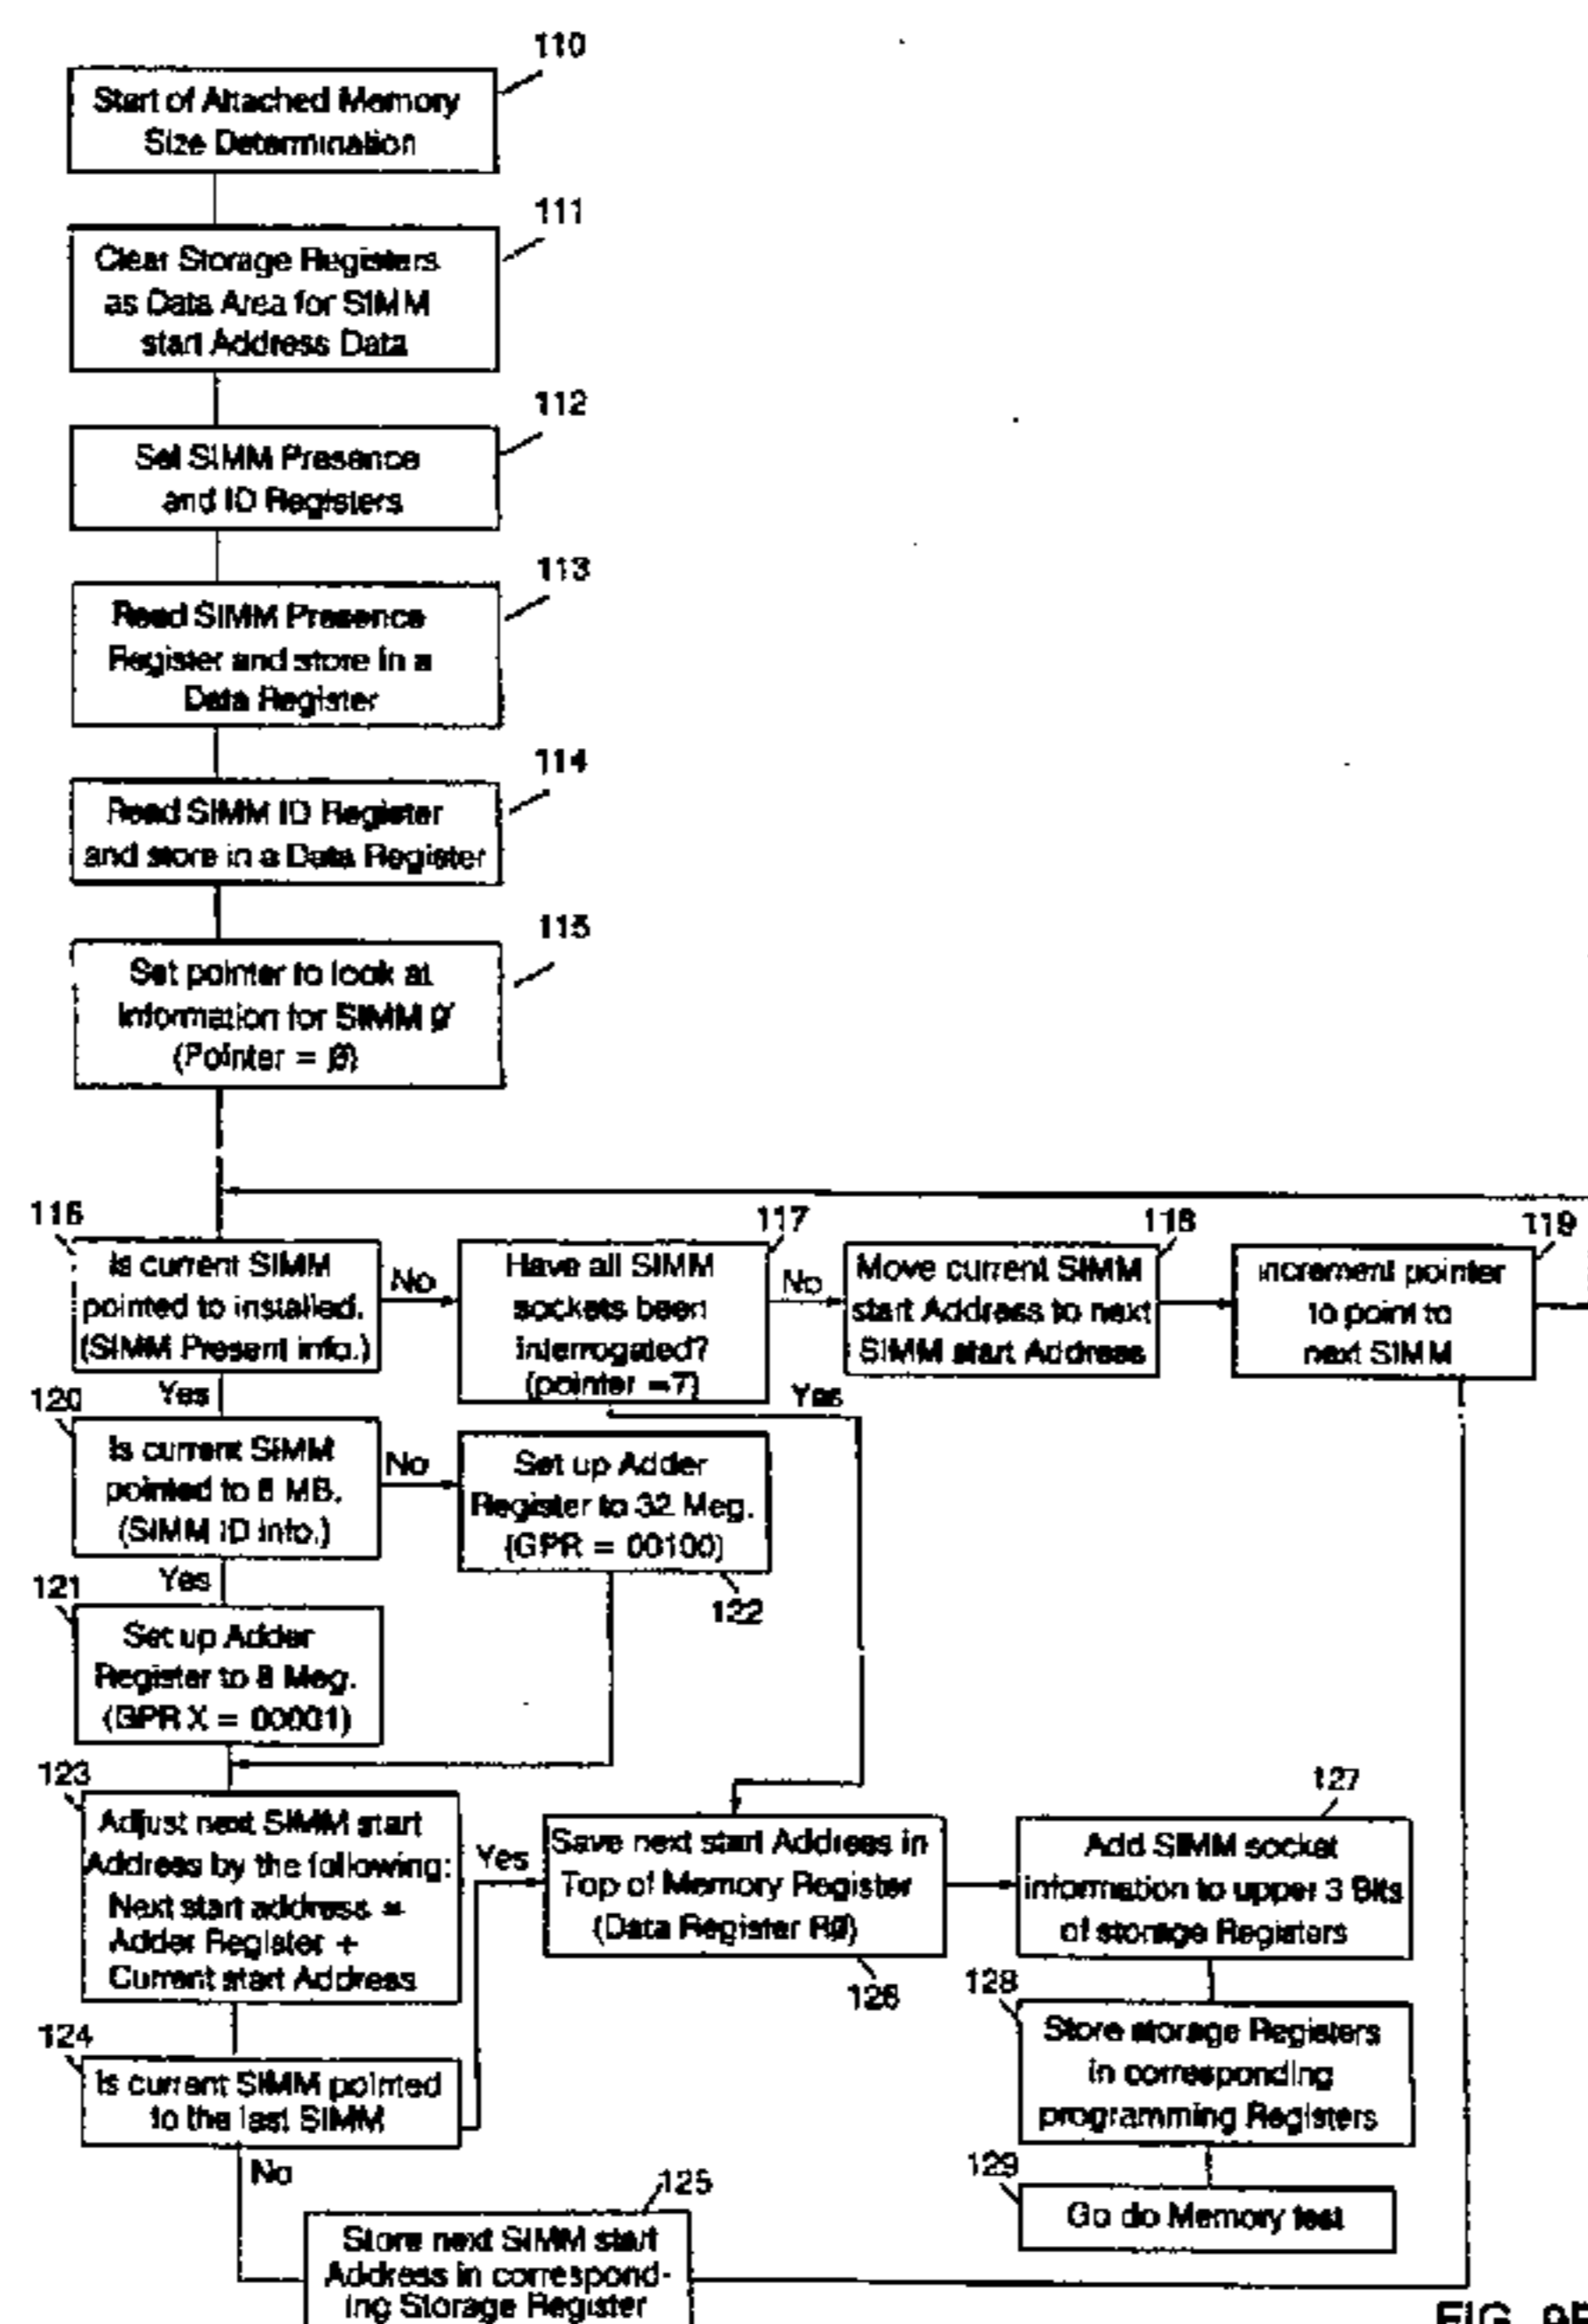 110
Start of Attached Memory
Size Determination
111
Clear Storage Registers
as Data Area for SIMM
start Address Data
112
Set SIMM Presence
and ID Registers
113
Read SIMM Presence
Register and store in a
Data Register
114
Read SIMM ID Register
and store in a Data Register
115
Set pointer to look at
information for SIMM 0
(Pointer = 0)
116
Is current SIMM
pointed to installed.
(SIMM Present info.)
No
Yes
117
Have all SIMM
sockets been
interrogated?
(pointer =7)
No
Yes
118
Move current SIMM
start Address to next
SIMM start Address
119
increment pointer
to point to
next SIMM
120
Is current SIMM
pointed to 8 MB.
(SIMM ID info.)
No
Yes
Set up Adder
Register to 32 Meg.
(GPR = 00100)
122
121
Set up Adder
Register to 8 Meg.
(GPR X = 00001)
123
Adjust next SIMM start
Address by the following:
Next start address =
Adder Register +
Current start Address
Yes
124
Is current SIMM pointed
to the last SIMM
No
125
Store next SIMM start
Address in correspond-
ing Storage Register
Save next start Address in
Top of Memory Register
(Data Register R0)
126
127
Add SIMM socket
information to upper 3 Bits
of storage Registers
128
Store storage Registers
in corresponding
programming Registers
129
Go do Memory test
FIG.